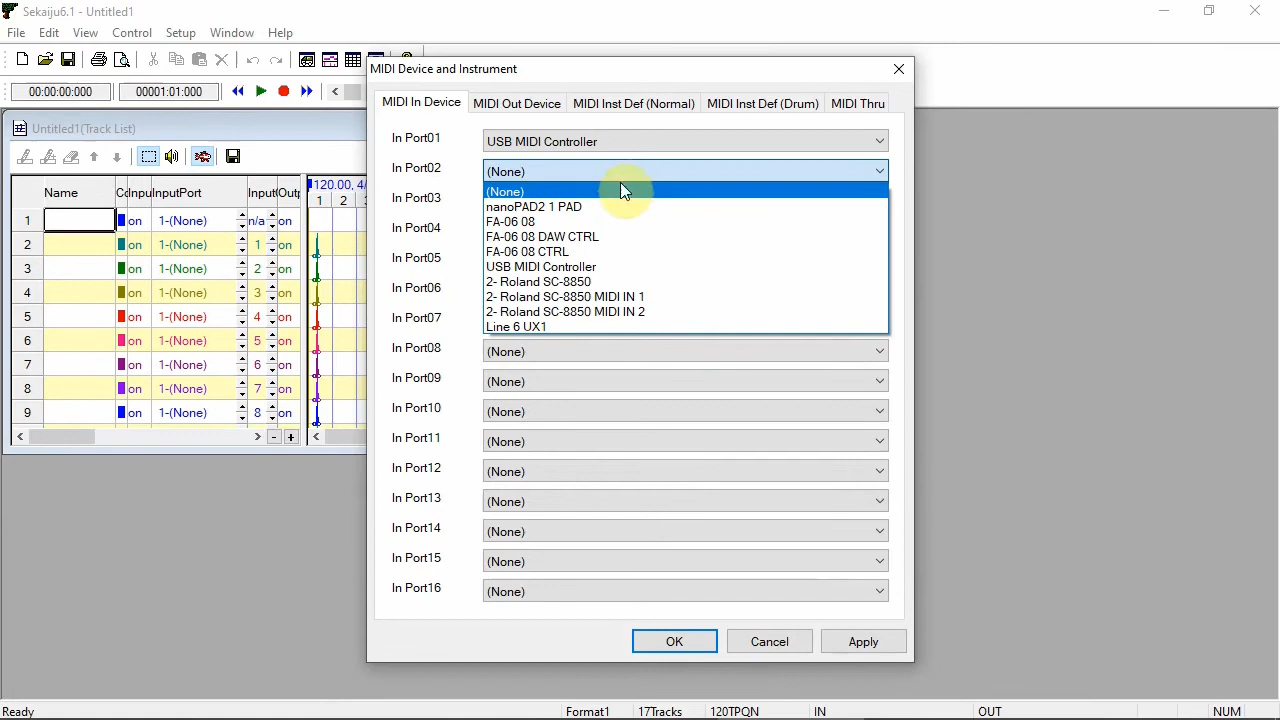 Sekaiju6.1 - Untitled1
File Edit View Control Setup Window Help
00:00:00:000 00001:01:000
Untitled1(Track List)
Name InputPort
120.00, 4/
1 2 3
1 on 1-(None) n/a on
2 on 1-(None) 1 on
3 on 1-(None) 2 on
4 on 1-(None) 3 on
5 on 1-(None) 4 on
6 on 1-(None) 5 on
7 on 1-(None) 6 on
8 on 1-(None) 7 on
9 on 1-(None) 8 on
MIDI Device and Instrument
MIDI In Device MIDI Out Device MIDI Inst Def (Normal) MIDI Inst Def (Drum) MIDI Thru
In Port01 USB MIDI Controller
In Port02 (None)
(None)
nanoPAD2 1 PAD
FA-06 08
FA-06 08 DAW CTRL
FA-06 08 CTRL
USB MIDI Controller
2- Roland SC-8850
2- Roland SC-8850 MIDI IN 1
2- Roland SC-8850 MIDI IN 2
Line 6 UX1
In Port03
In Port04
In Port05
In Port06
In Port07
In Port08 (None)
In Port09 (None)
In Port10 (None)
In Port11 (None)
In Port12 (None)
In Port13 (None)
In Port14 (None)
In Port15 (None)
In Port16 (None)
OK Cancel Apply
Ready Format1 17Tracks 120TPQN IN OUT NUM